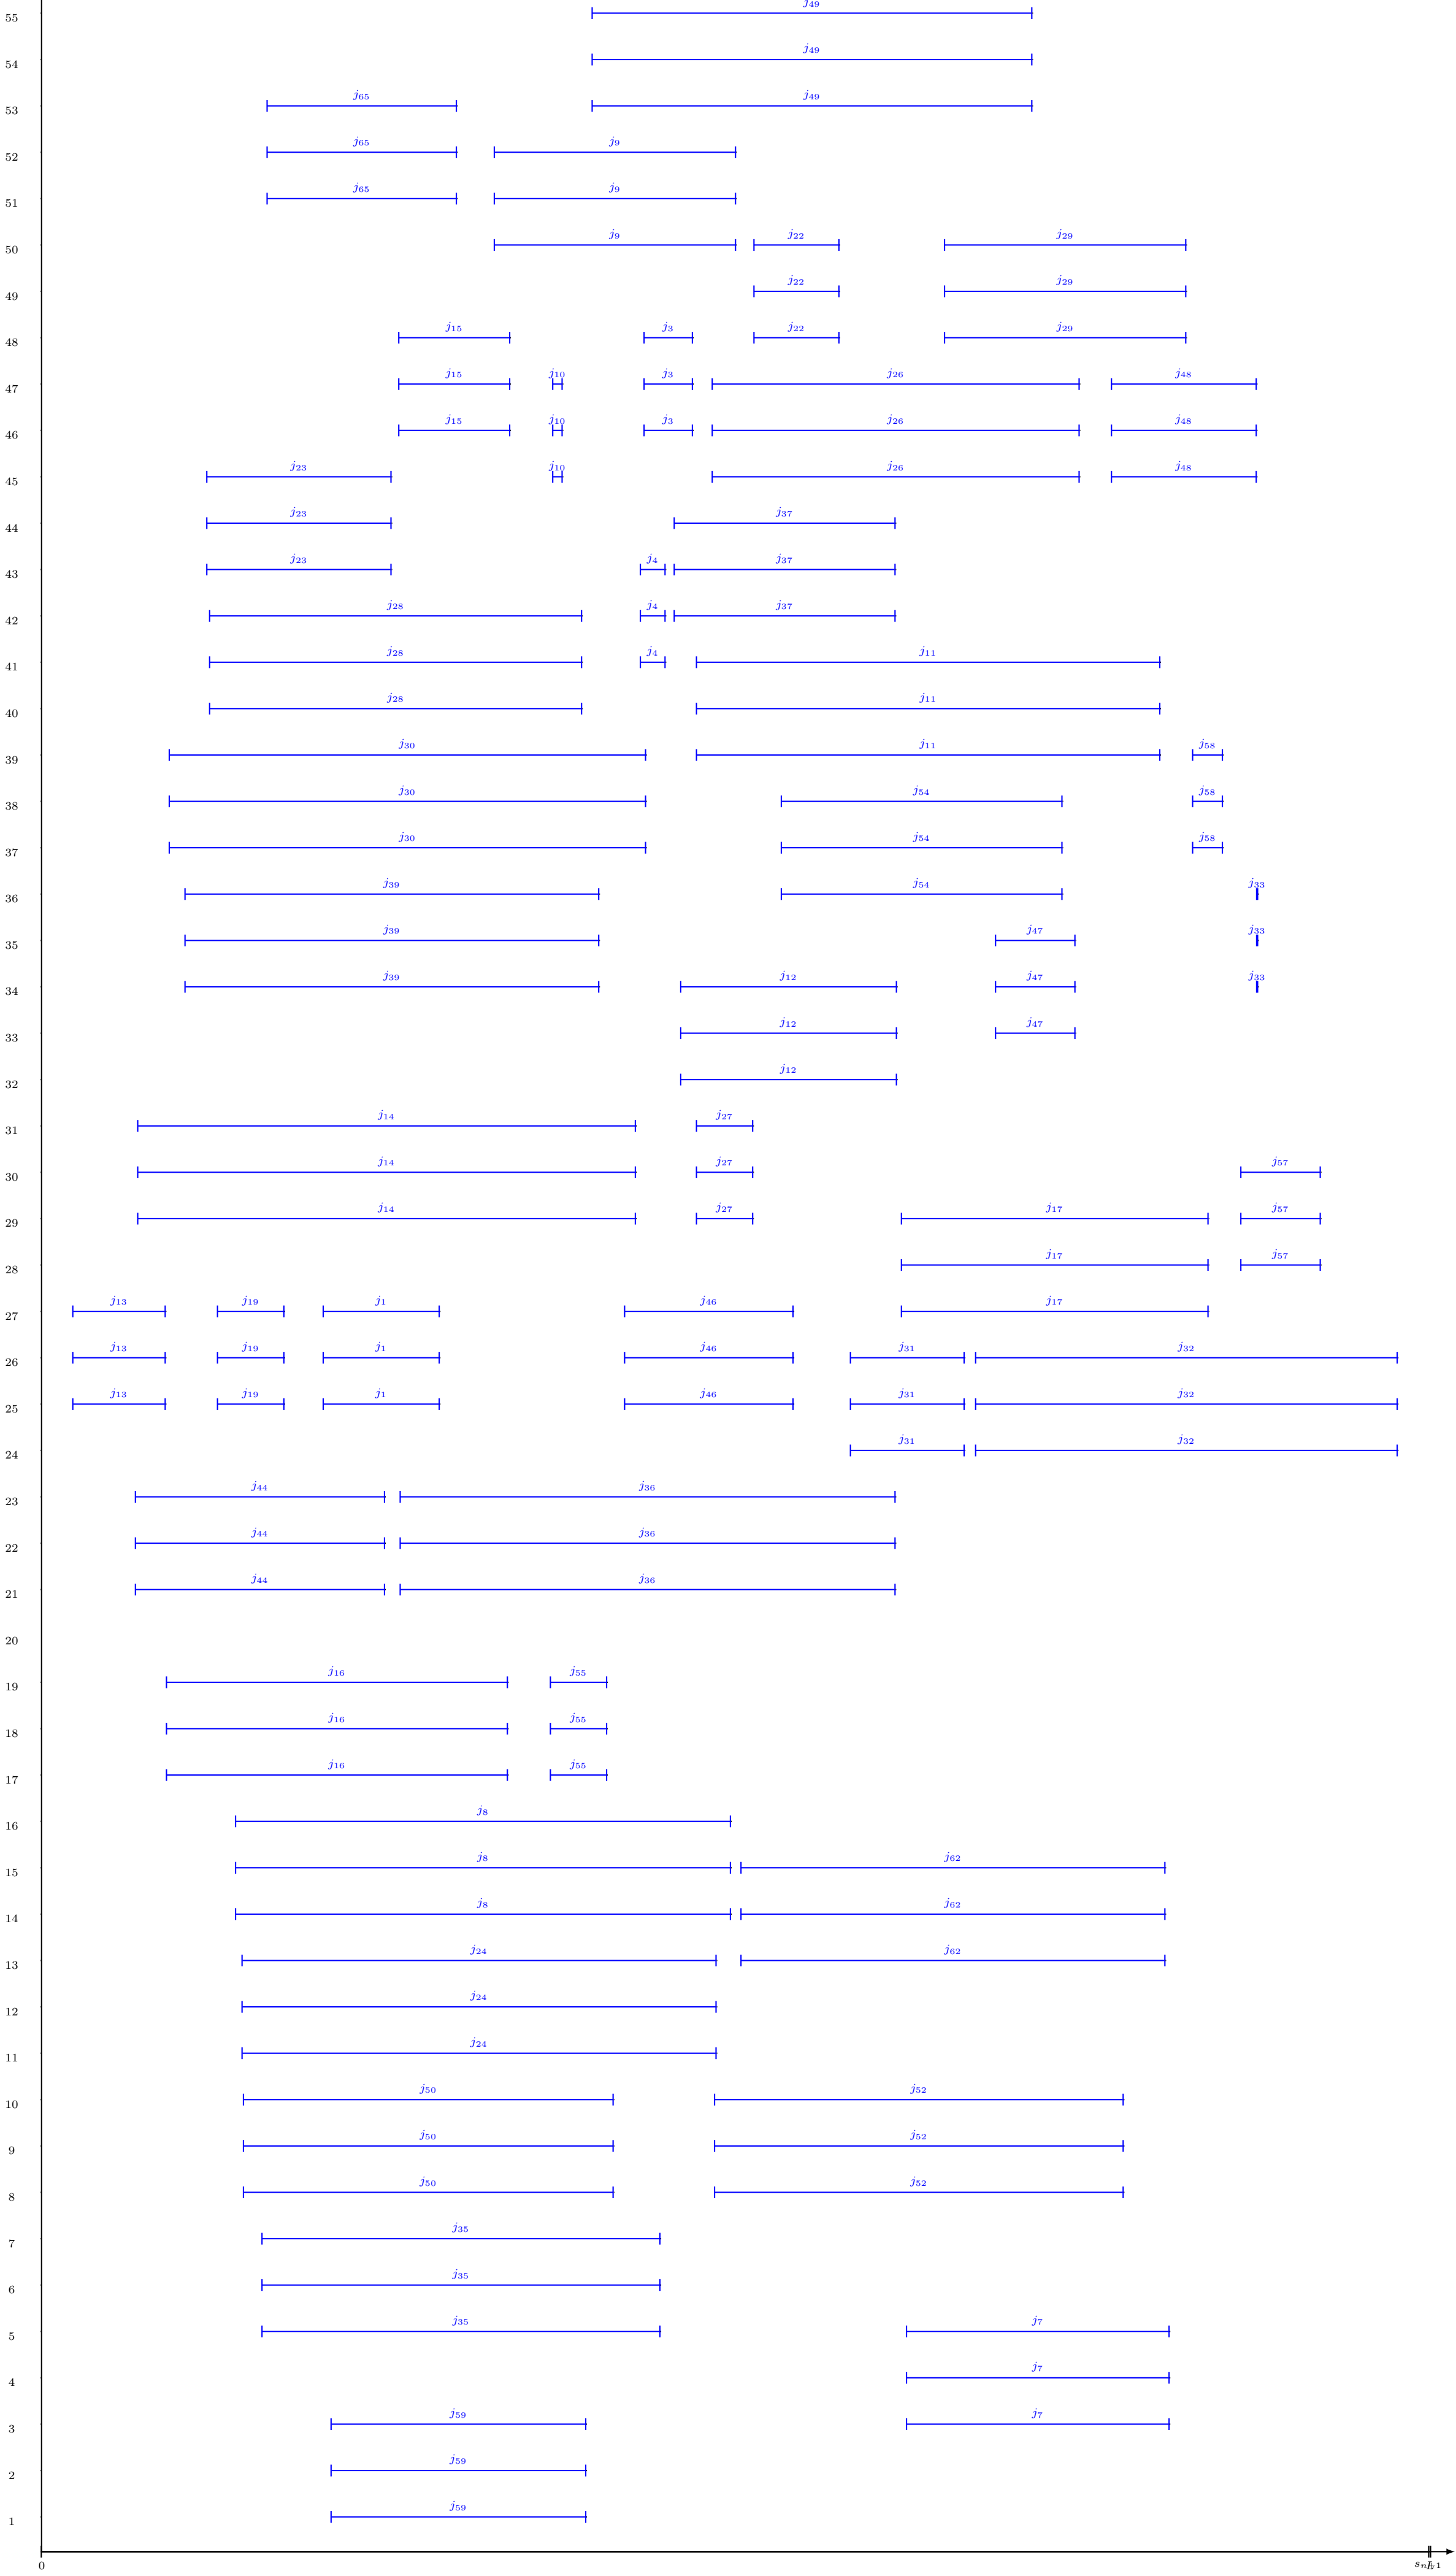 55 j₄₉
54 j₄₉
53 j₆₅ j₄₉
52 j₆₅ j₉
51 j₆₅ j₉
50 j₉ j₂₂ j₂₉
49 j₂₂ j₂₉
48 j₁₅ j₃ j₂₂ j₂₉
47 j₁₅ j₁₀ j₃ j₂₆ j₄₈
46 j₁₅ j₁₀ j₃ j₂₆ j₄₈
45 j₂₃ j₁₀ j₂₆ j₄₈
44 j₂₃ j₃₇
43 j₂₃ j₄ j₃₇
42 j₂₈ j₄ j₃₇
41 j₂₈ j₄ j₁₁
40 j₂₈ j₁₁
39 j₃₀ j₁₁ j₅₈
38 j₃₀ j₅₄ j₅₈
37 j₃₀ j₅₄ j₅₈
36 j₃₉ j₅₄ j₃₃
35 j₃₉ j₄₇ j₃₃
34 j₃₉ j₁₂ j₄₇ j₃₃
33 j₁₂ j₄₇
32 j₁₂
31 j₁₄ j₂₇
30 j₁₄ j₂₇ j₅₇
29 j₁₄ j₂₇ j₁₇ j₅₇
28 j₁₇ j₅₇
27 j₁₃ j₁₉ j₁ j₄₆ j₁₇
26 j₁₃ j₁₉ j₁ j₄₆ j₃₁ j₃₂
25 j₁₃ j₁₉ j₁ j₄₆ j₃₁ j₃₂
24 j₃₁ j₃₂
23 j₄₄ j₃₆
22 j₄₄ j₃₆
21 j₄₄ j₃₆
20
19 j₁₆ j₅₅
18 j₁₆ j₅₅
17 j₁₆ j₅₅
16 j₈
15 j₈ j₆₂
14 j₈ j₆₂
13 j₂₄ j₆₂
12 j₂₄
11 j₂₄
10 j₅₀ j₅₂
9 j₅₀ j₅₂
8 j₅₀ j₅₂
7 j₃₅
6 j₃₅
5 j₃₅ j₇
4 j₇
3 j₅₉ j₇
2 j₅₉
1 j₅₉
0